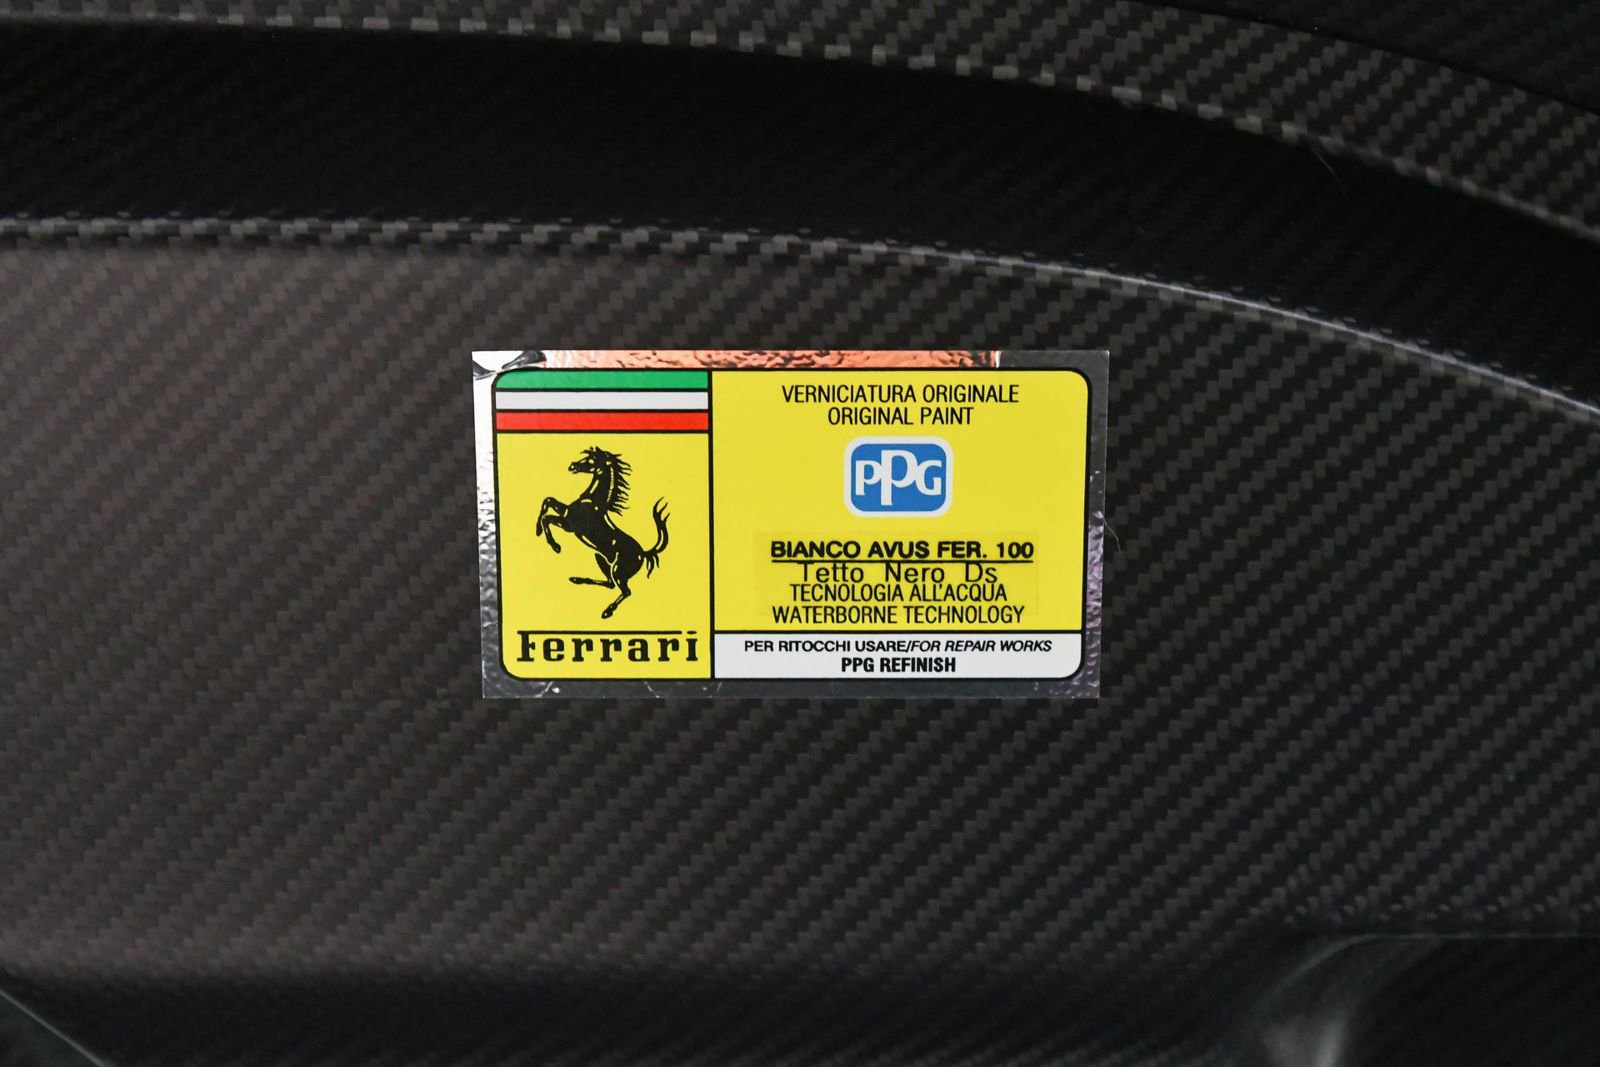 VERNICIATURA ORIGINALE
ORIGINAL PAINT
PPG
BIANCO AVUS FER. 100
Tetto Nero Ds
TECNOLOGIA ALL'ACQUA
WATERBORNE TECHNOLOGY
Ferrari
PER RITOCCHI USARE/FOR REPAIR WORKS
PPG REFINISH